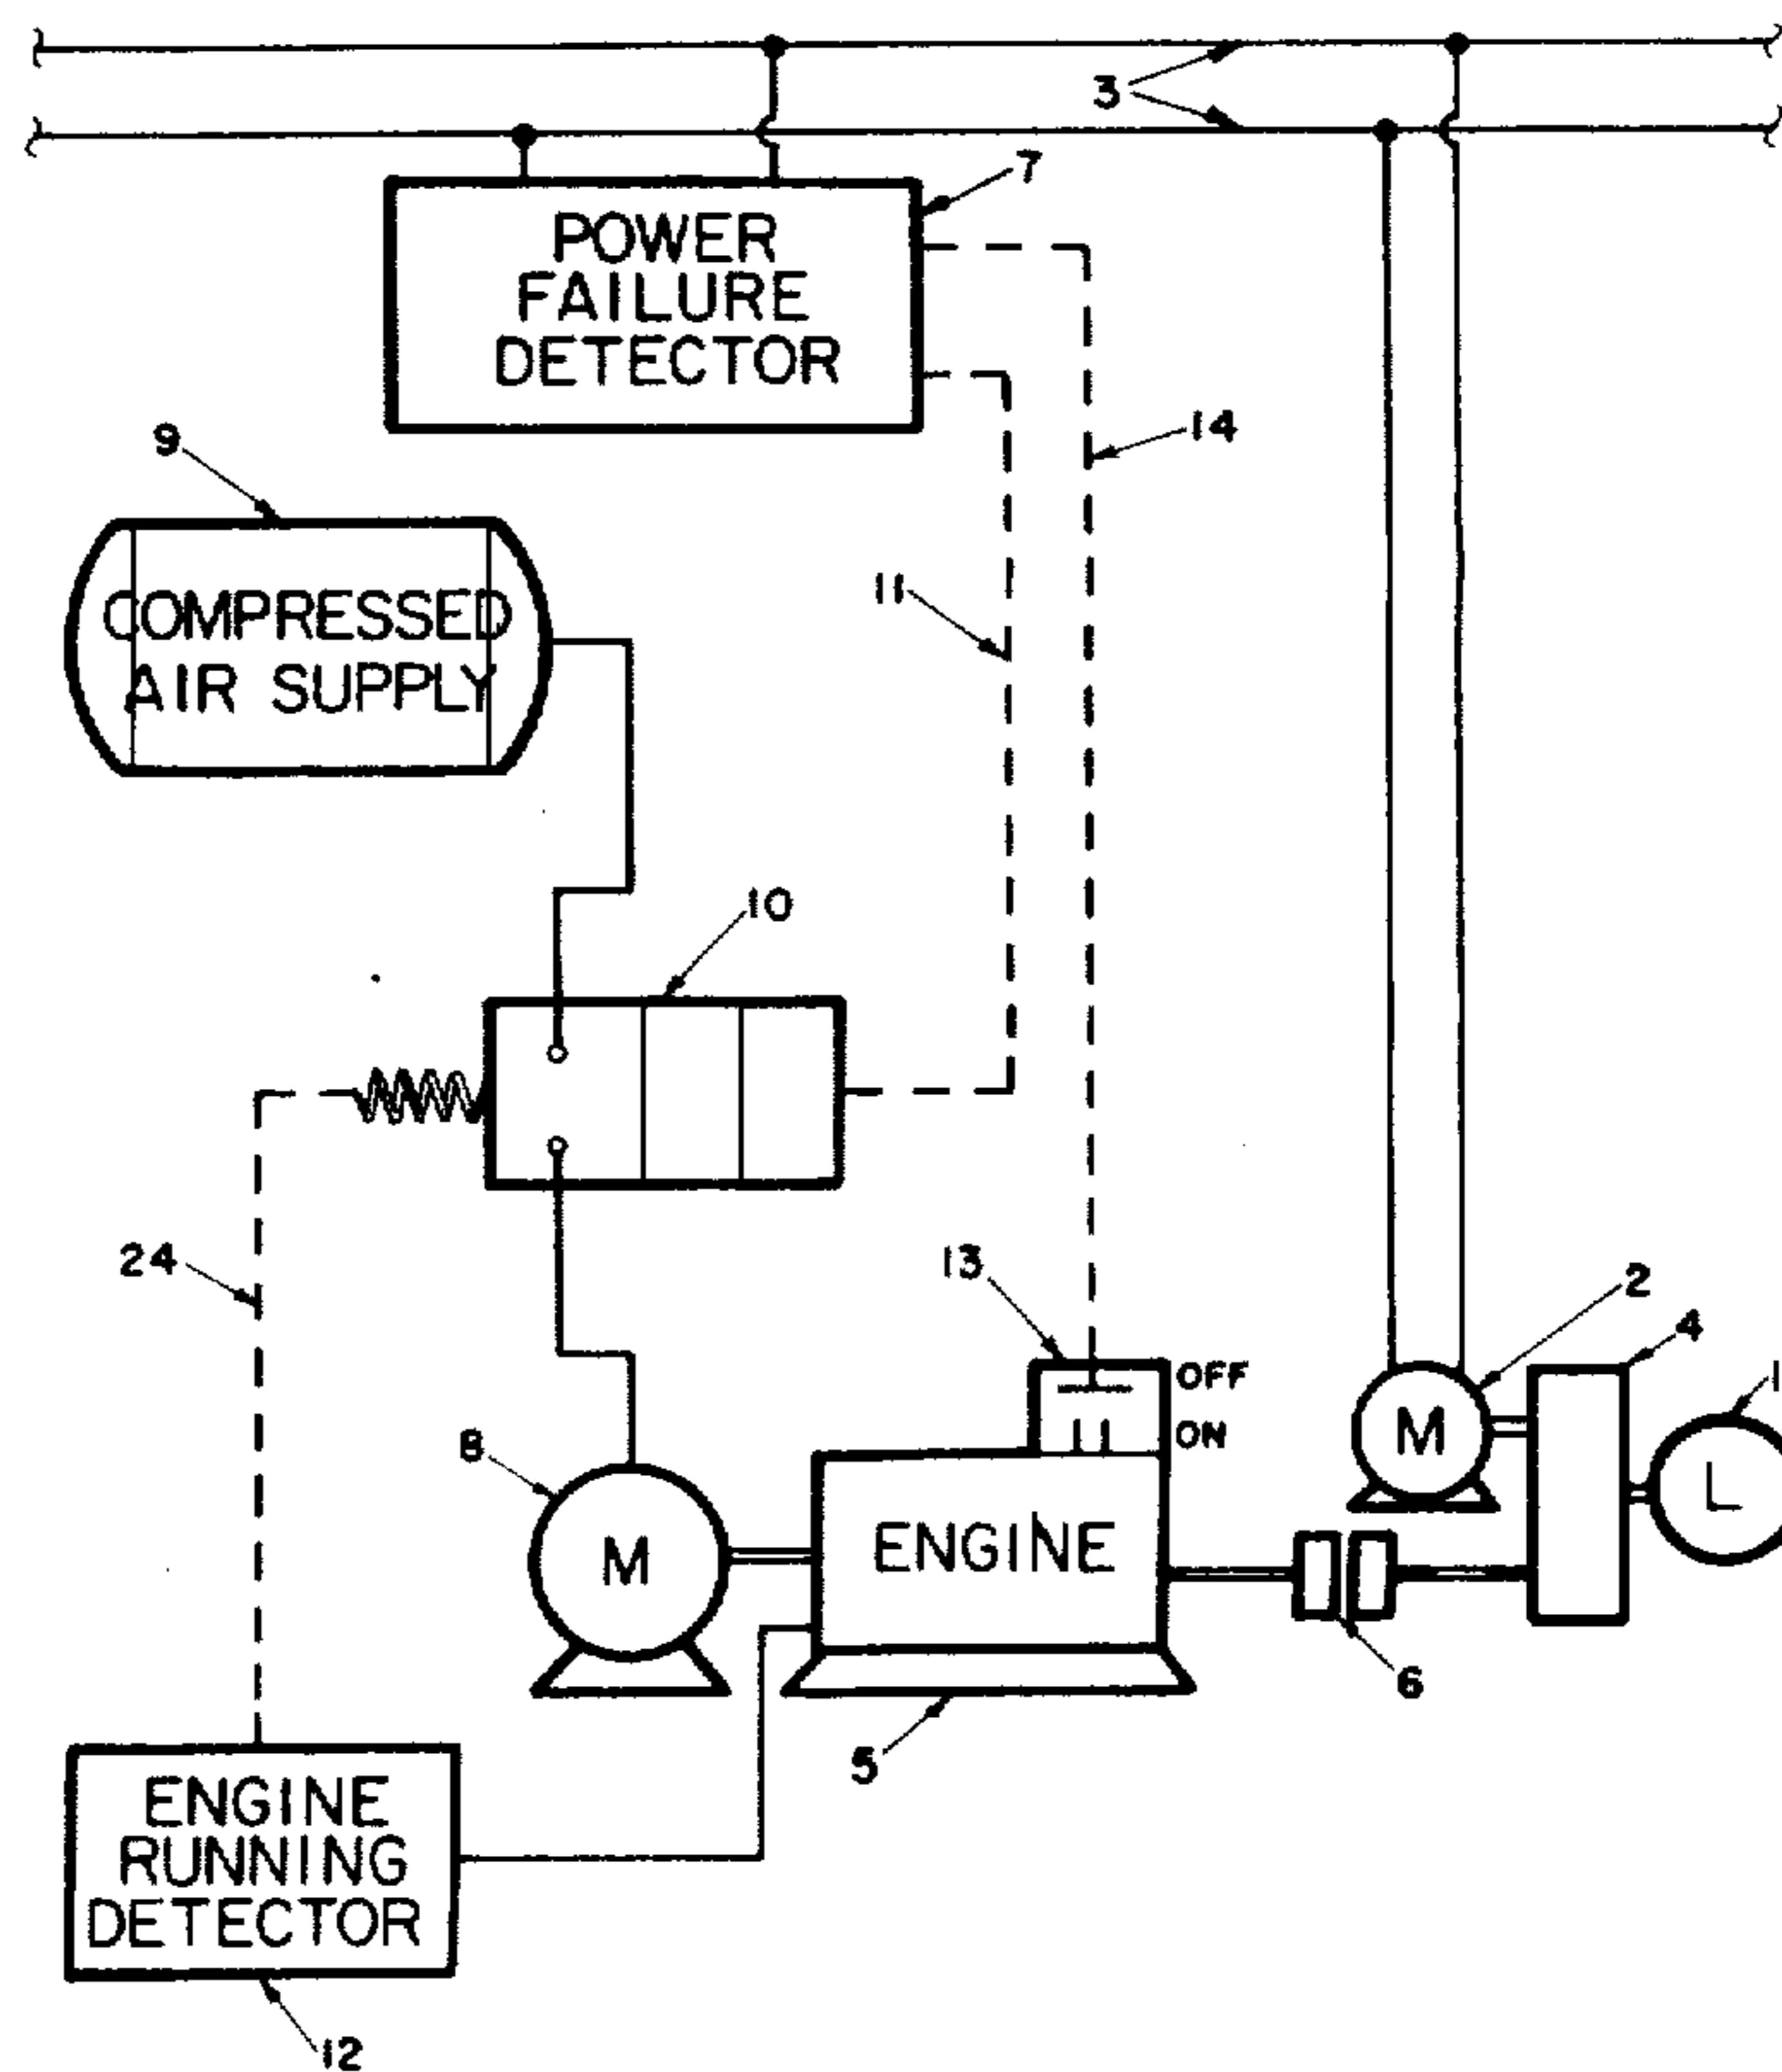 3
7
POWER
FAILURE
DETECTOR
14
9
11
COMPRESSED
AIR SUPPLY
10
24
13
2
4
OFF
1
ON
M
8
L
M
ENGINE
6
5
ENGINE
RUNNING
DETECTOR
12